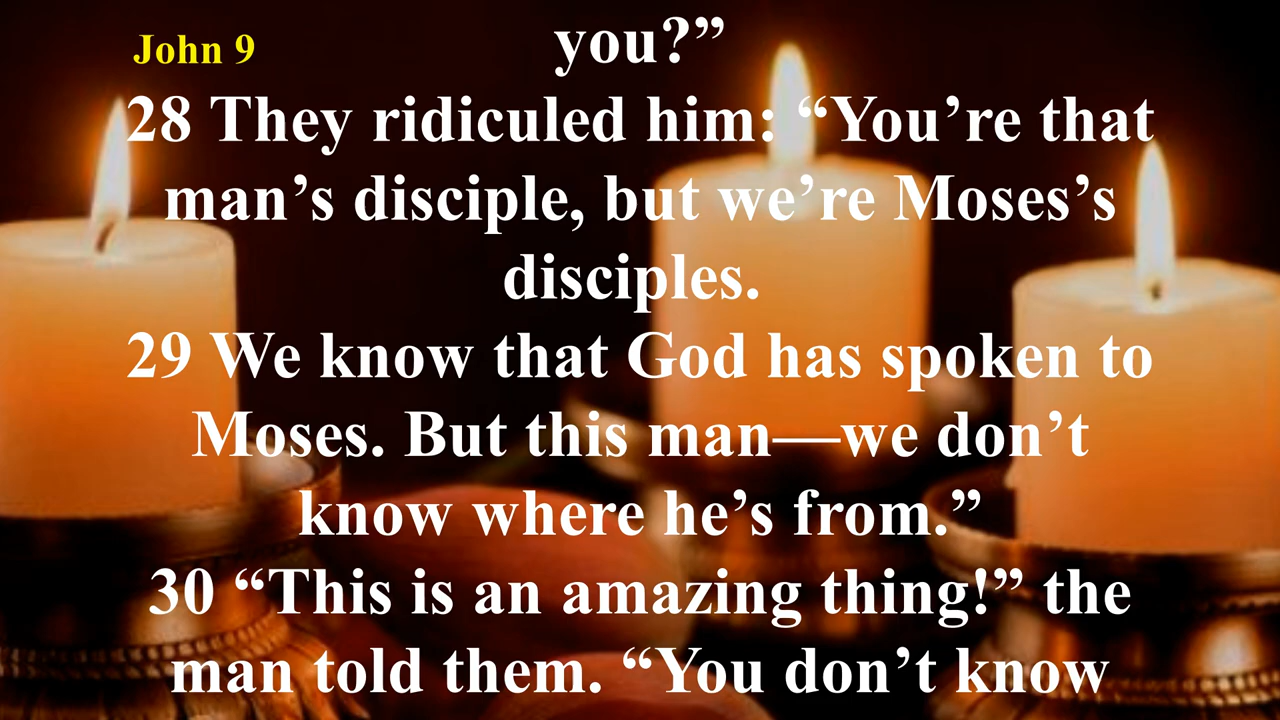 John 9
you?”
28 They ridiculed him: “You’re that
man’s disciple, but we’re Moses’s
disciples.
29 We know that God has spoken to
Moses. But this man—we don’t
know where he’s from.”
30 “This is an amazing thing!” the
man told them. “You don’t know